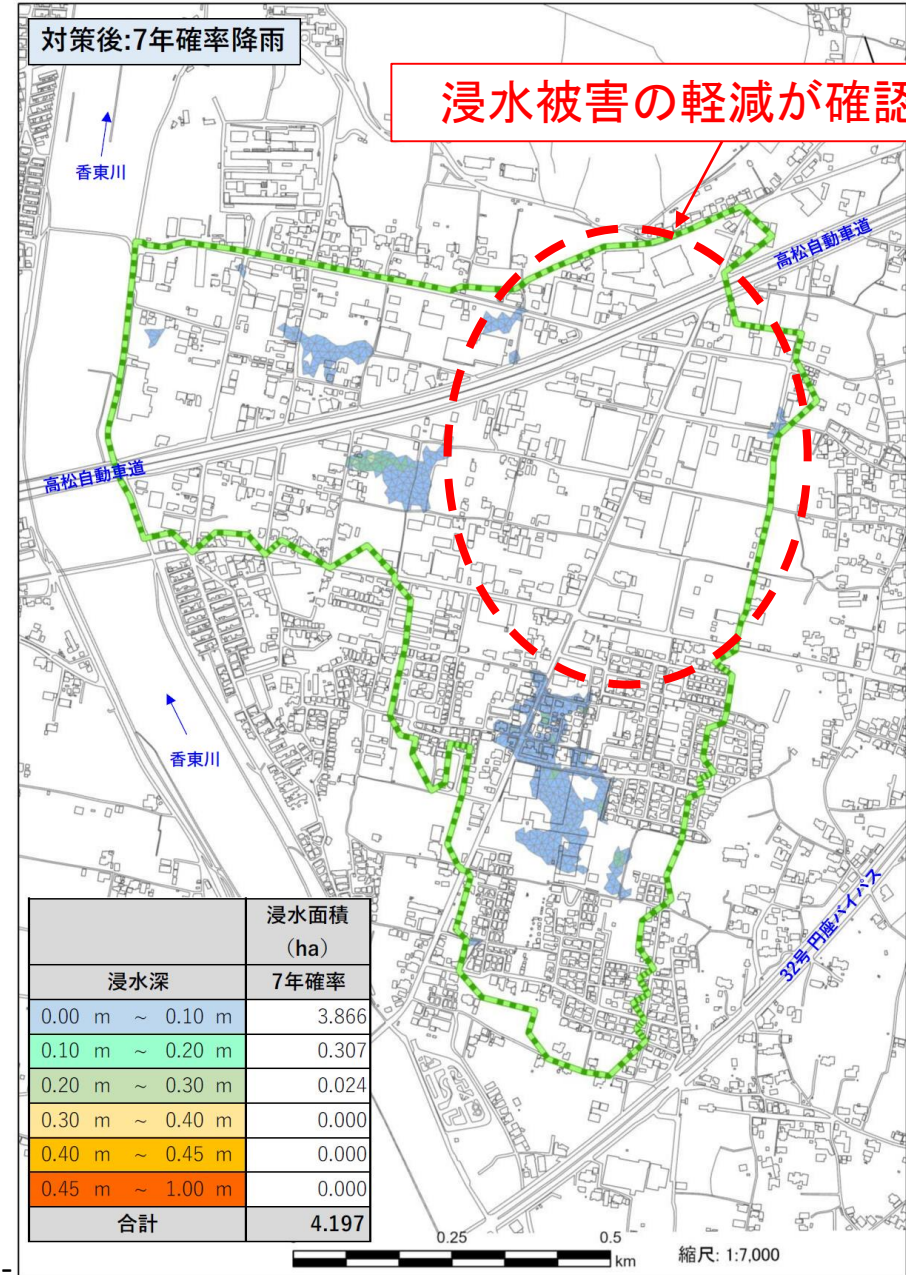 対策後:7年確率降雨
浸水被害の軽減が確認
香東川
高松自動車道
高松自動車道
香東川
32号 円座バイパス
浸水面積
(ha)
浸水深 7年確率
0.00 m ~ 0.10 m 3.866
0.10 m ~ 0.20 m 0.307
0.20 m ~ 0.30 m 0.024
0.30 m ~ 0.40 m 0.000
0.40 m ~ 0.45 m 0.000
0.45 m ~ 1.00 m 0.000
合計 4.197
0.25 0.5
km
縮尺: 1:7,000